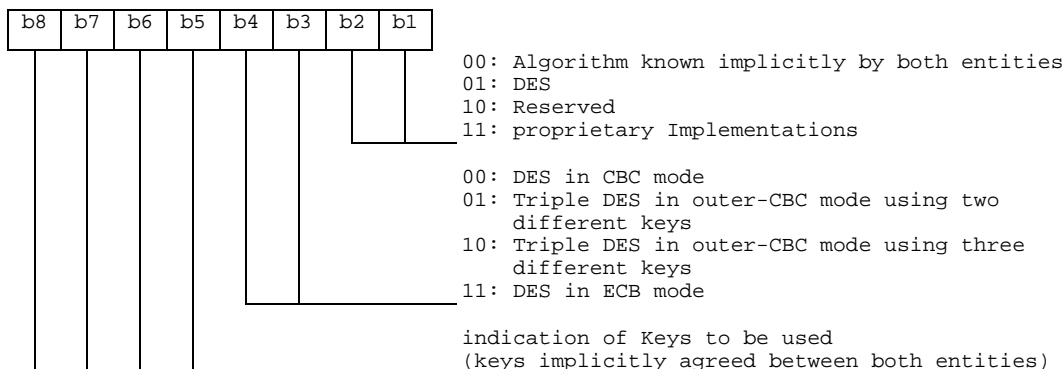 b8 b7 b6 b5 b4 b3 b2 b1
00: Algorithm known implicitly by both entities
01: DES
10: Reserved
11: proprietary Implementations
00: DES in CBC mode
01: Triple DES in outer-CBC mode using two
different keys
10: Triple DES in outer-CBC mode using three
different keys
11: DES in ECB mode
indication of Keys to be used
(keys implicitly agreed between both entities)